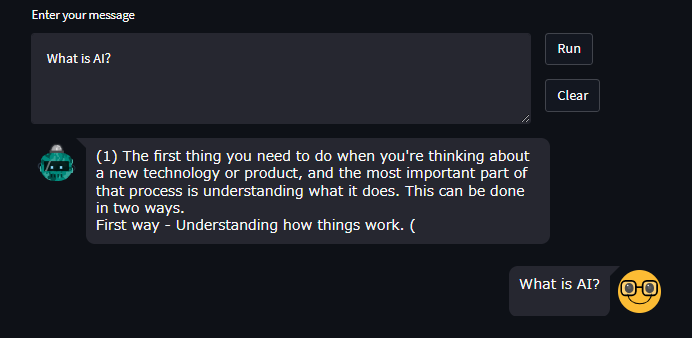 Enter your message
What is AI?
Run
Clear
(1) The first thing you need to do when you're thinking about
a new technology or product, and the most important part of
that process is understanding what it does. This can be done
in two ways.
First way - Understanding how things work. (
What is AI?